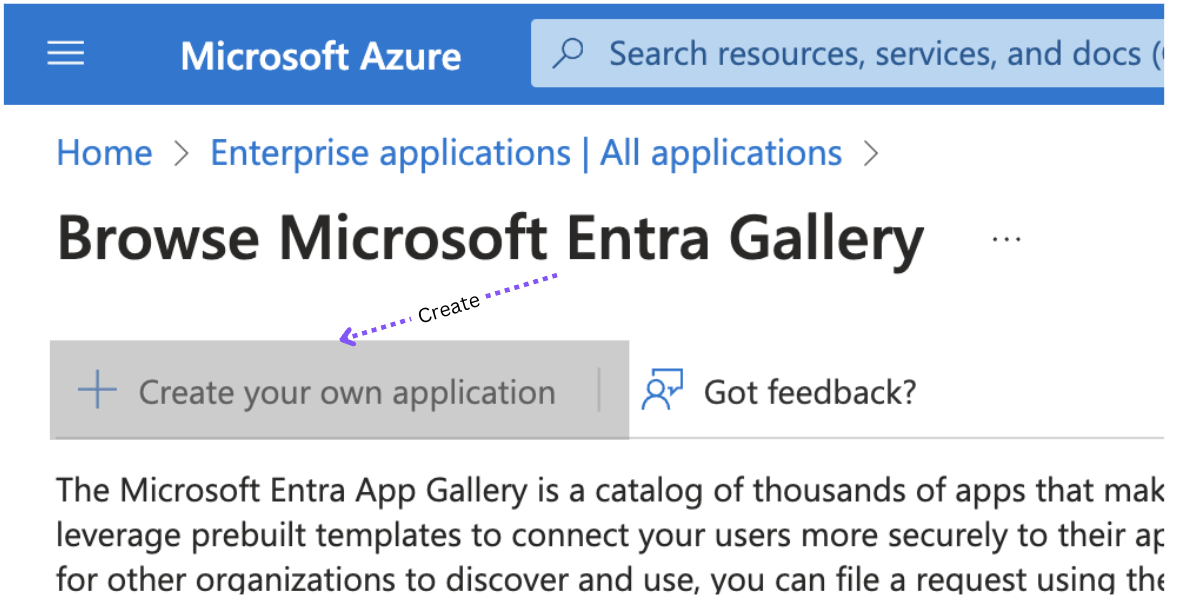 Microsoft Azure
Search resources, services, and docs (
Home > Enterprise applications | All applications >
Browse Microsoft Entra Gallery ...
Create
+ Create your own application | Got feedback?
The Microsoft Entra App Gallery is a catalog of thousands of apps that mak
leverage prebuilt templates to connect your users more securely to their ap
for other organizations to discover and use, you can file a request using the